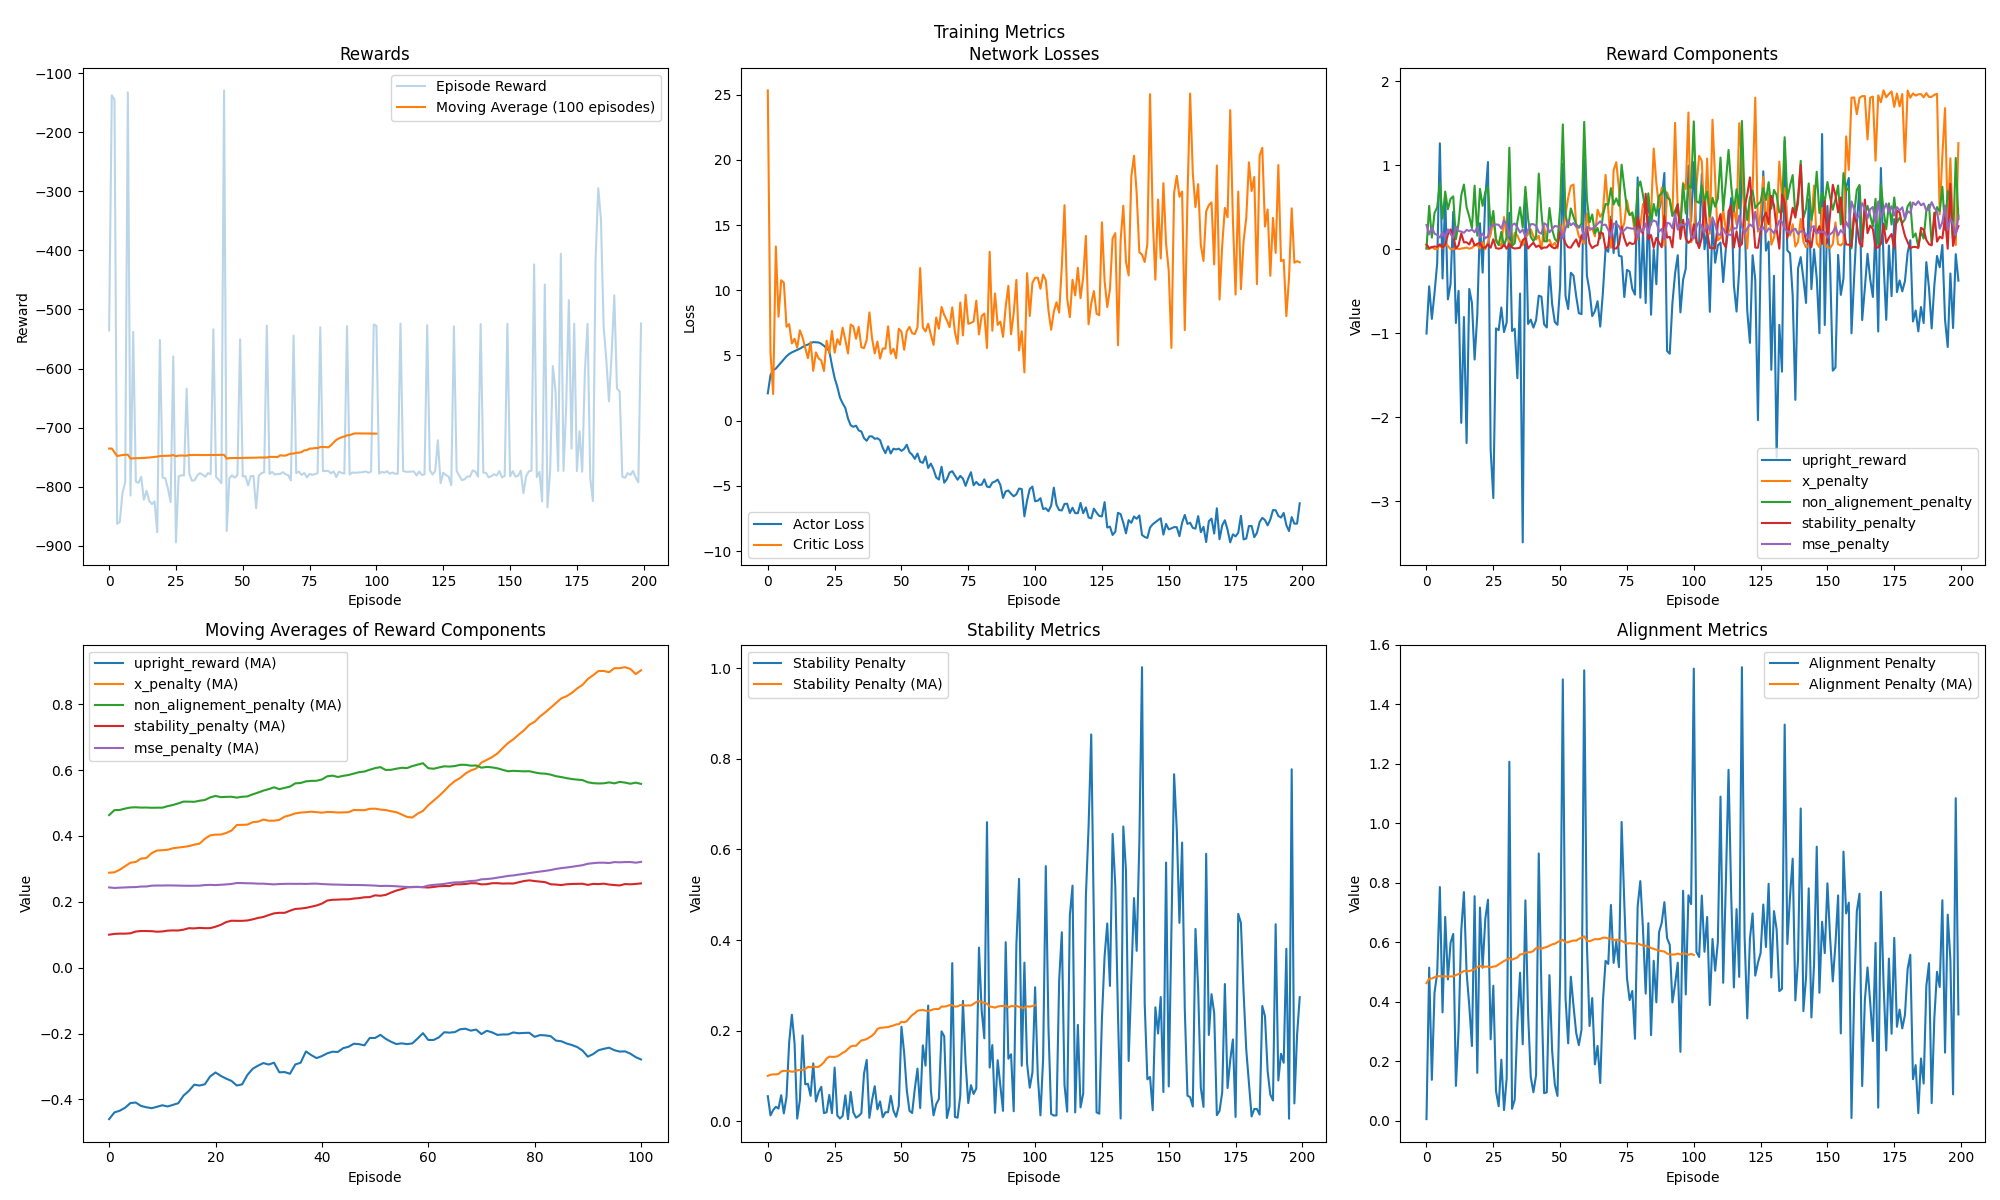 Training Metrics
Rewards
Episode Reward
Moving Average (100 episodes)
Reward
−100
−200
−300
−400
−500
−600
−700
−800
−900
0 25 50 75 100 125 150 175 200
Episode
Network Losses
Actor Loss
Critic Loss
Loss
25
20
15
10
5
0
−5
−10
0 25 50 75 100 125 150 175 200
Episode
Reward Components
upright_reward
x_penalty
non_alignement_penalty
stability_penalty
mse_penalty
Value
2
1
0
−1
−2
−3
0 25 50 75 100 125 150 175 200
Episode
Moving Averages of Reward Components
upright_reward (MA)
x_penalty (MA)
non_alignement_penalty (MA)
stability_penalty (MA)
mse_penalty (MA)
Value
0.8
0.6
0.4
0.2
0.0
−0.2
−0.4
0 20 40 60 80 100
Episode
Stability Metrics
Stability Penalty
Stability Penalty (MA)
Value
1.0
0.8
0.6
0.4
0.2
0.0
0 25 50 75 100 125 150 175 200
Episode
Alignment Metrics
Alignment Penalty
Alignment Penalty (MA)
Value
1.6
1.4
1.2
1.0
0.8
0.6
0.4
0.2
0.0
0 25 50 75 100 125 150 175 200
Episode